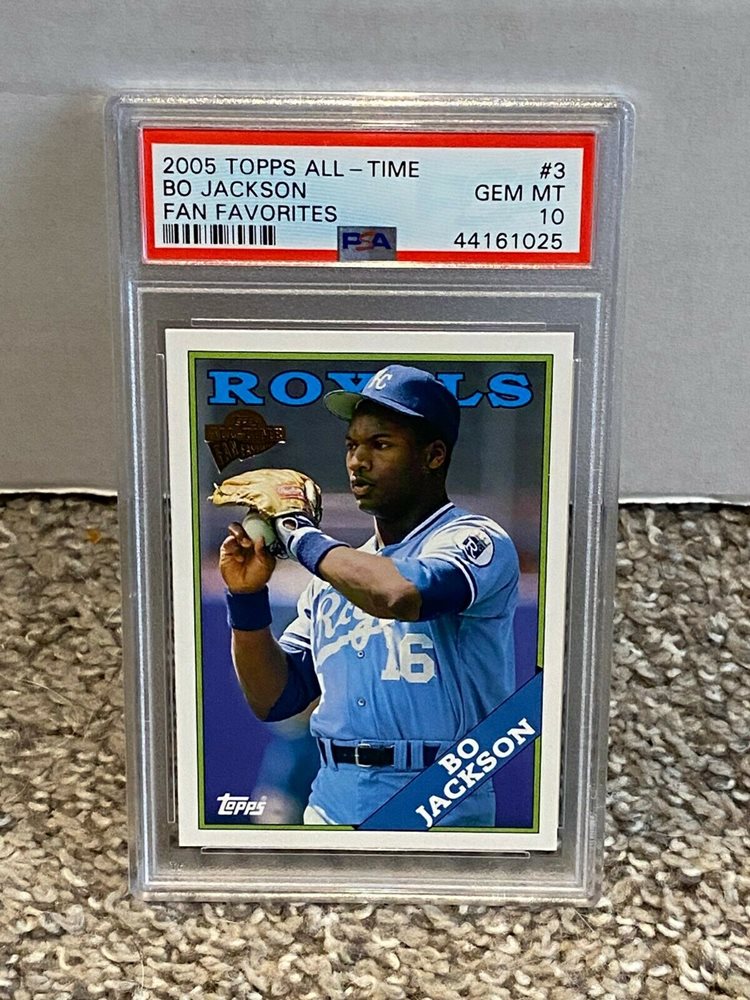 2005 TOPPS ALL-TIME #3
BO JACKSON GEM MT
FAN FAVORITES 10
PSA 44161025
ROYALS
KC
Royals
16
BO
JACKSON
Topps